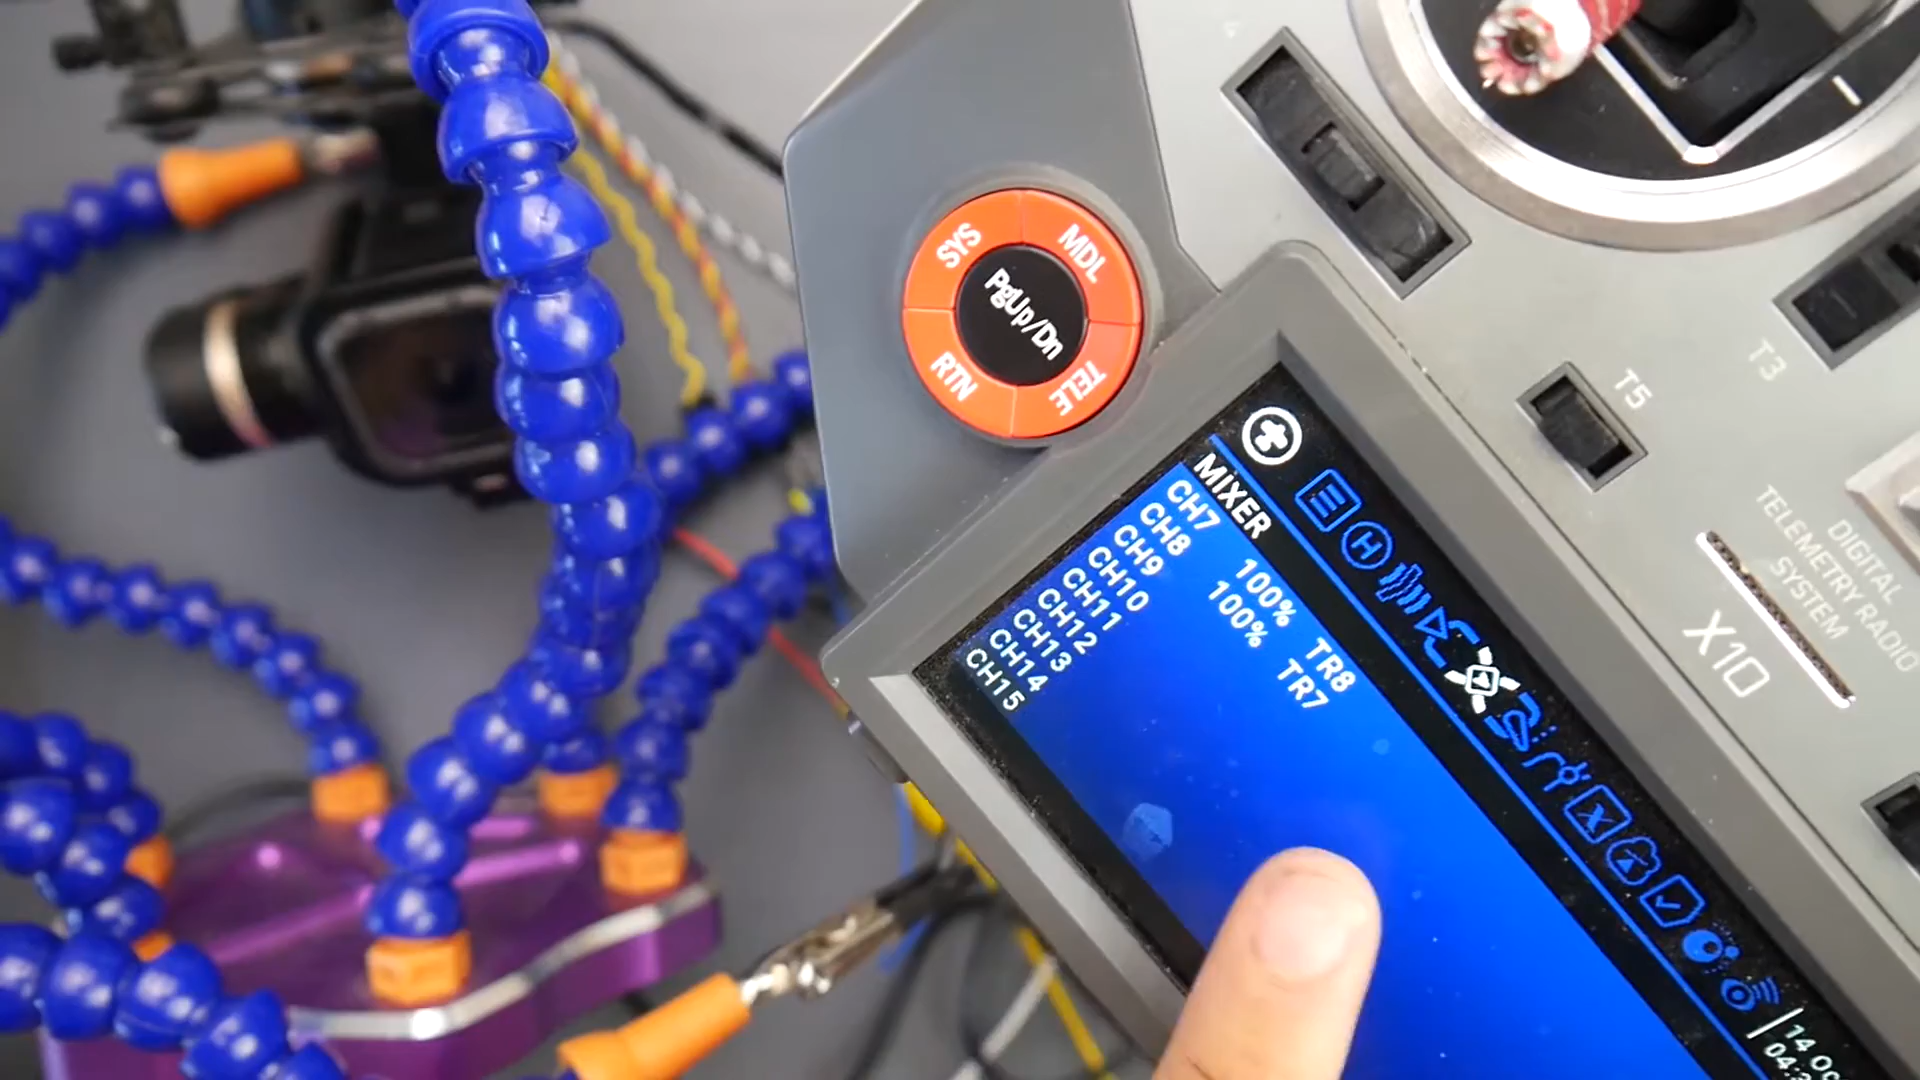 SYS
MDL
PgUp/Dn
RTN
TELE
T3
T5
DIGITAL
TELEMETRY RADIO
SYSTEM
X10
MIXER
CH7 100% TR8
CH8 100% TR7
CH9
CH10
CH11
CH12
CH13
CH14
CH15